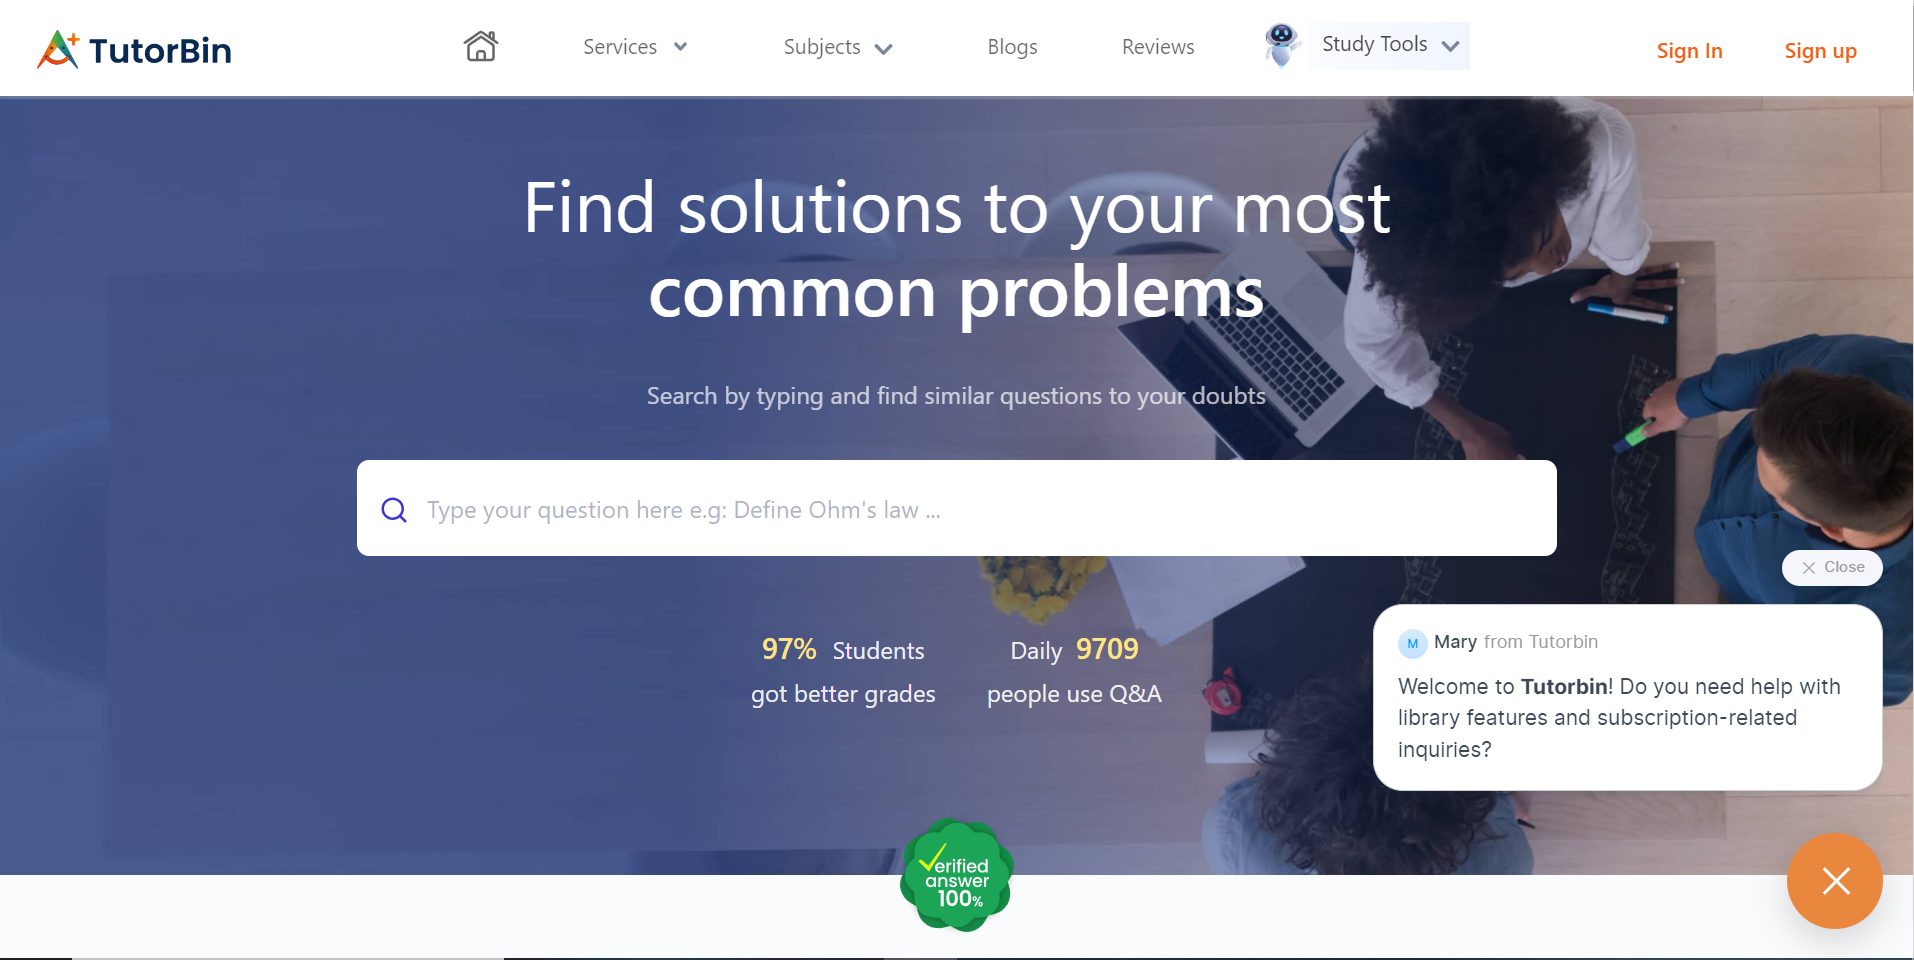 TutorBin
Services
Subjects
Blogs
Reviews
Study Tools
Sign In
Sign up
Find solutions to your most
common problems
Search by typing and find similar questions to your doubts
Type your question here e.g: Define Ohm's law ...
97% Students
got better grades
Daily 9709
people use Q&A
Close
M Mary from Tutorbin
Welcome to Tutorbin! Do you need help with
library features and subscription-related
inquiries?
erified
answer
100%